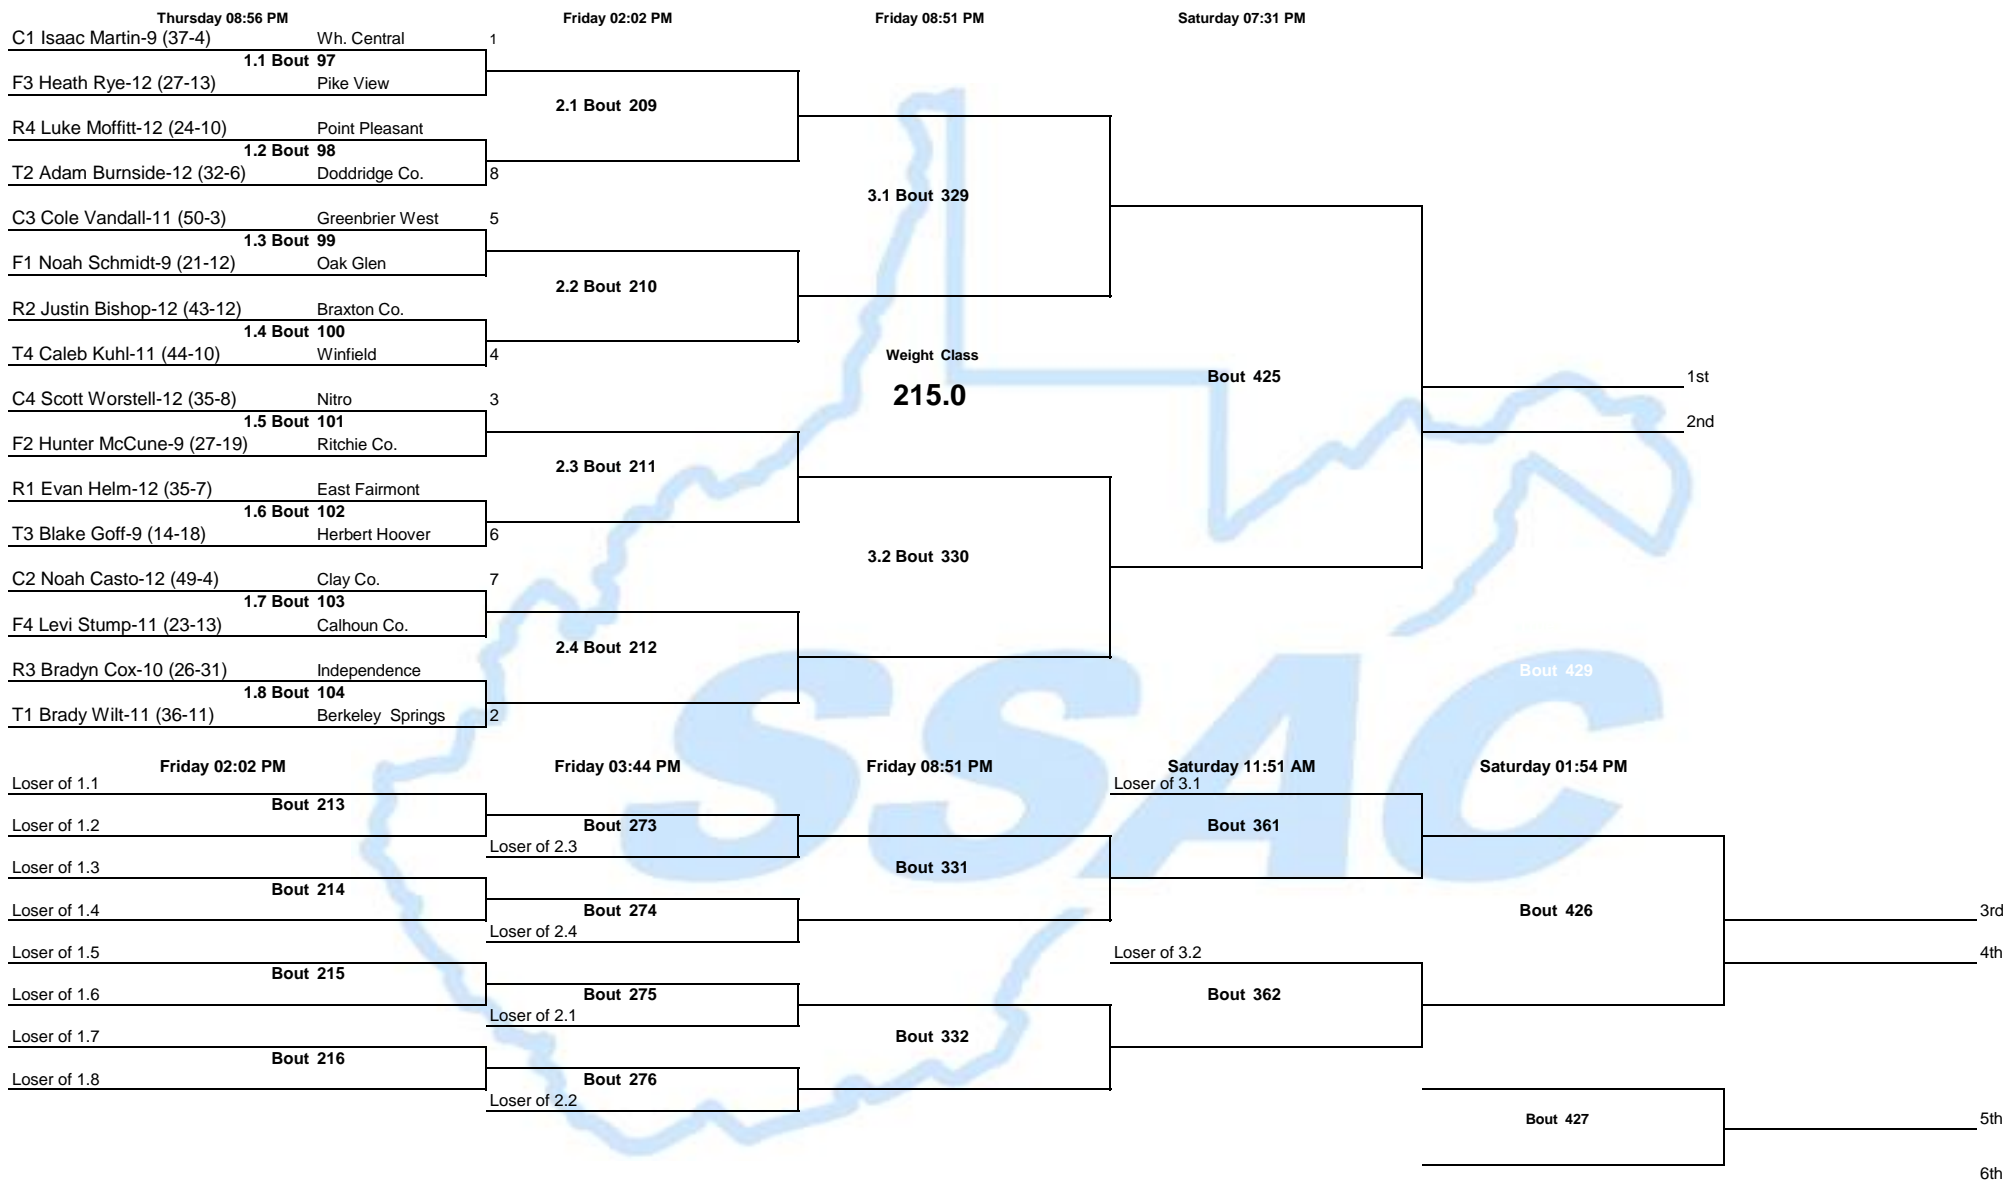 Thursday 08:56 PM Friday 02:02 PM Friday 08:51 PM Saturday 07:31 PM
C1 Isaac Martin-9 (37-4) Wh. Central 1
1.1 Bout 97
F3 Heath Rye-12 (27-13) Pike View
2.1 Bout 209
R4 Luke Moffitt-12 (24-10) Point Pleasant
1.2 Bout 98
T2 Adam Burnside-12 (32-6) Doddridge Co. 8
3.1 Bout 329
C3 Cole Vandall-11 (50-3) Greenbrier West 5
1.3 Bout 99
F1 Noah Schmidt-9 (21-12) Oak Glen
2.2 Bout 210
R2 Justin Bishop-12 (43-12) Braxton Co.
1.4 Bout 100
T4 Caleb Kuhl-11 (44-10) Winfield 4
Weight Class
215.0
Bout 425
1st
2nd
C4 Scott Worstell-12 (35-8) Nitro 3
1.5 Bout 101
F2 Hunter McCune-9 (27-19) Ritchie Co.
2.3 Bout 211
R1 Evan Helm-12 (35-7) East Fairmont
1.6 Bout 102
T3 Blake Goff-9 (14-18) Herbert Hoover 6
3.2 Bout 330
C2 Noah Casto-12 (49-4) Clay Co. 7
1.7 Bout 103
F4 Levi Stump-11 (23-13) Calhoun Co.
2.4 Bout 212
R3 Bradyn Cox-10 (26-31) Independence
1.8 Bout 104
T1 Brady Wilt-11 (36-11) Berkeley Springs 2
Bout 429
SSAC
Friday 02:02 PM Friday 03:44 PM Friday 08:51 PM Saturday 11:51 AM Saturday 01:54 PM
Loser of 1.1 Loser of 3.1
Bout 213
Loser of 1.2 Bout 273 Bout 361
Loser of 2.3
Loser of 1.3 Bout 331
Bout 214
Loser of 1.4 Bout 274 Bout 426 3rd
Loser of 2.4
Loser of 1.5 Loser of 3.2 4th
Bout 215
Loser of 1.6 Bout 275 Bout 362
Loser of 2.1
Loser of 1.7 Bout 332
Bout 216
Loser of 1.8 Bout 276
Loser of 2.2
Bout 427 5th
6th